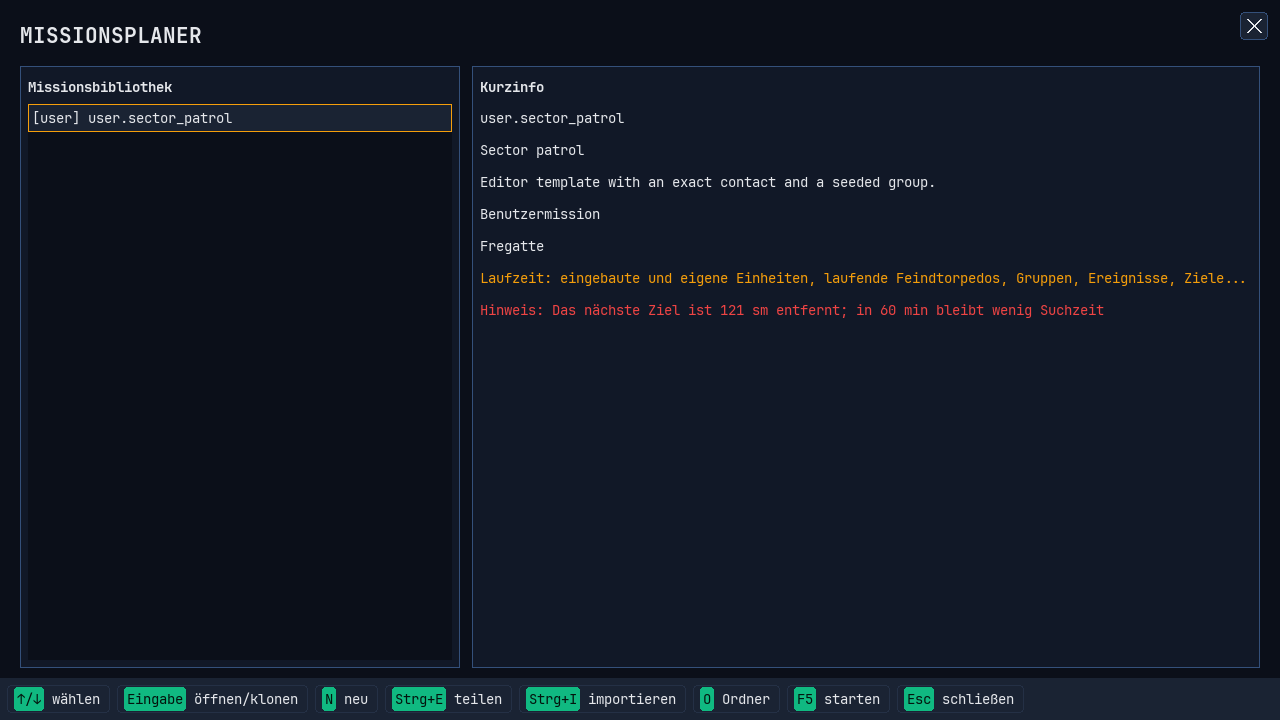 MISSIONSPLANER
Missionsbibliothek
[user] user.sector_patrol
Kurzinfo
user.sector_patrol
Sector patrol
Editor template with an exact contact and a seeded group.
Benutzermission
Fregatte
Laufzeit: eingebaute und eigene Einheiten, laufende Feindtorpedos, Gruppen, Ereignisse, Ziele...
Hinweis: Das nächste Ziel ist 121 sm entfernt; in 60 min bleibt wenig Suchzeit
↑/↓ wählen Eingabe öffnen/klonen N neu Strg+E teilen Strg+I importieren O Ordner F5 starten Esc schließen